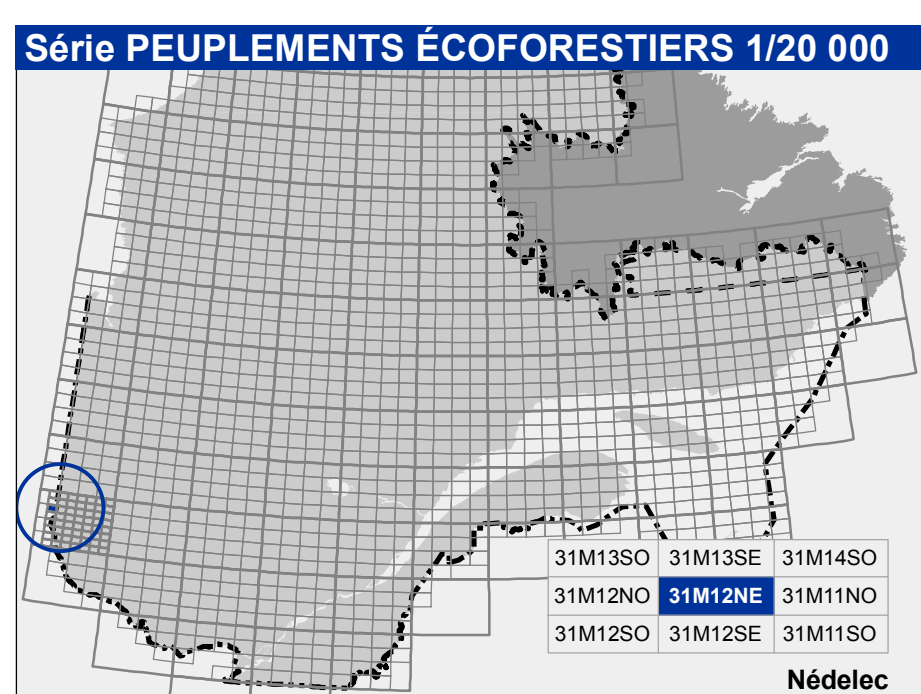 Série PEUPLEMENTS ÉCOFORESTIERS 1/20 000
31M13SO 31M13SE 31M14SO
31M12NO 31M12NE 31M11NO
31M12SO 31M12SE 31M11SO
Nédelec